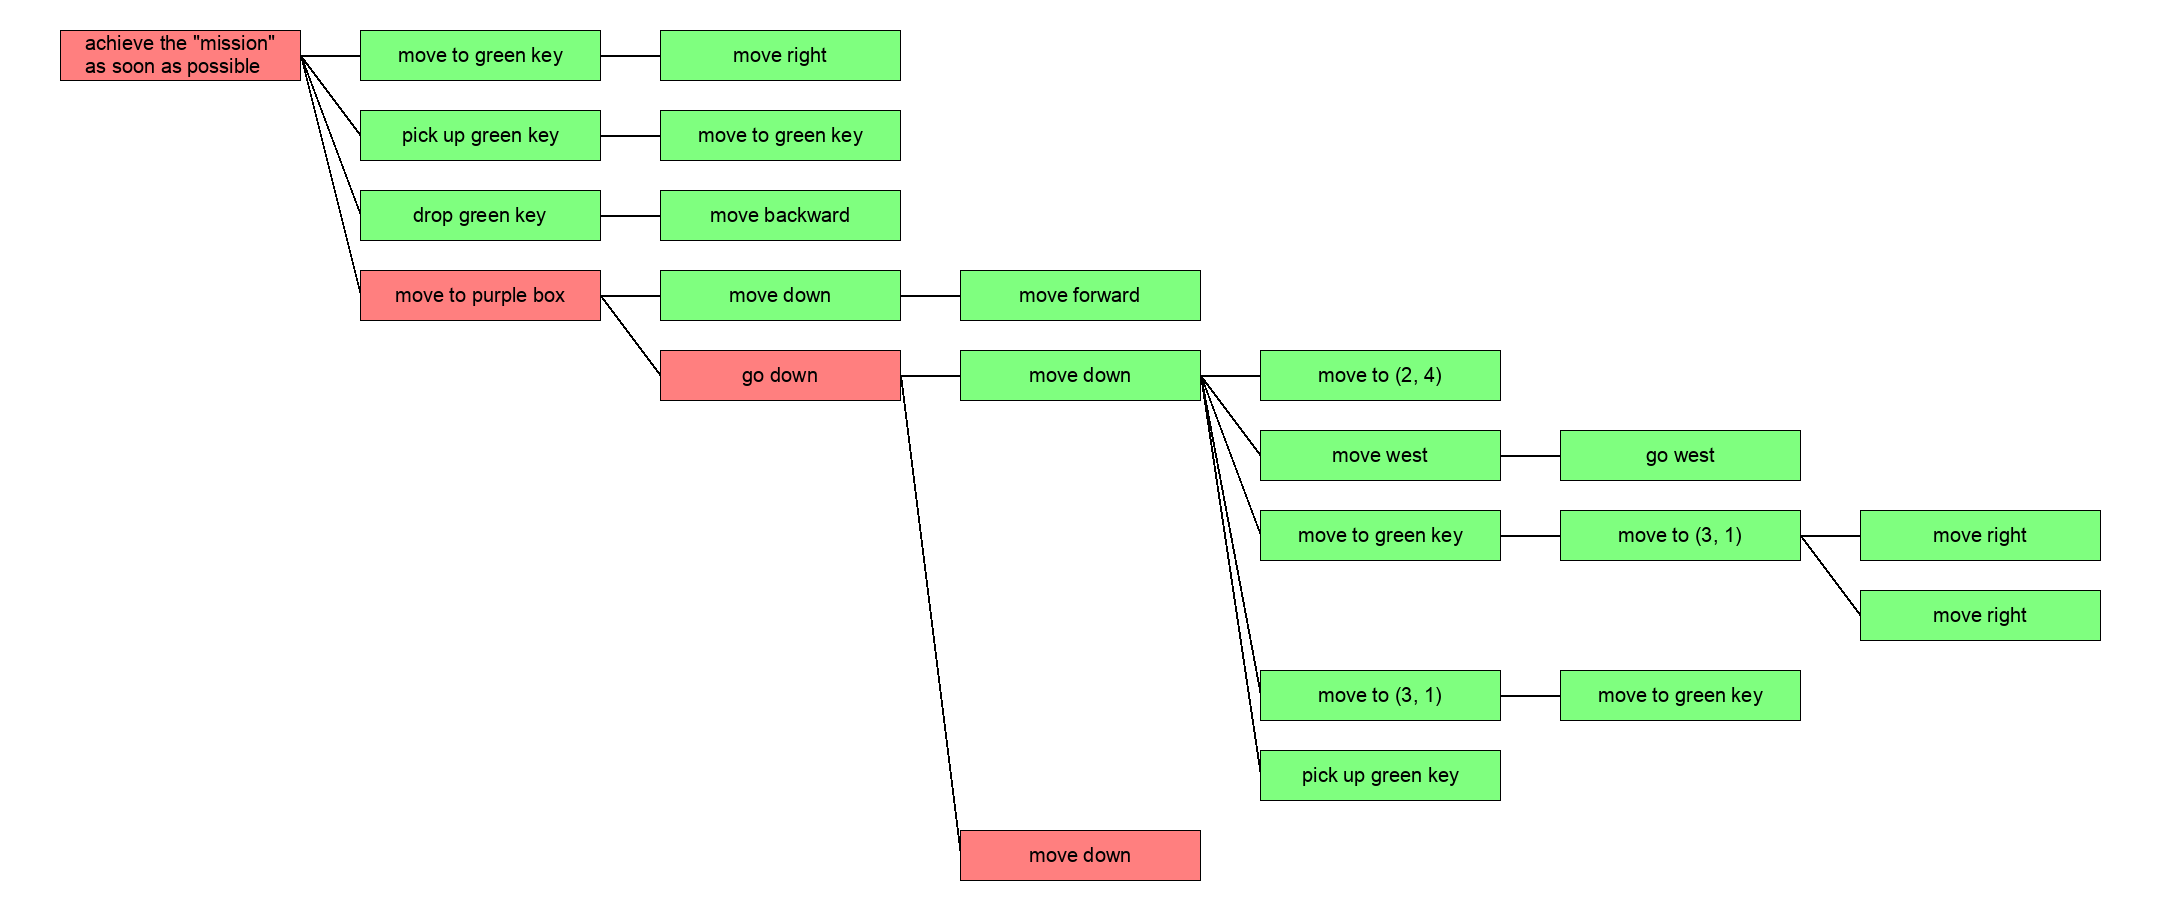 achieve the "mission"
as soon as possible
move to green key
move right
pick up green key
move to green key
drop green key
move backward
move to purple box
move down
move forward
go down
move down
move to (2, 4)
move west
go west
move to green key
move to (3, 1)
move right
move right
move to (3, 1)
move to green key
pick up green key
move down